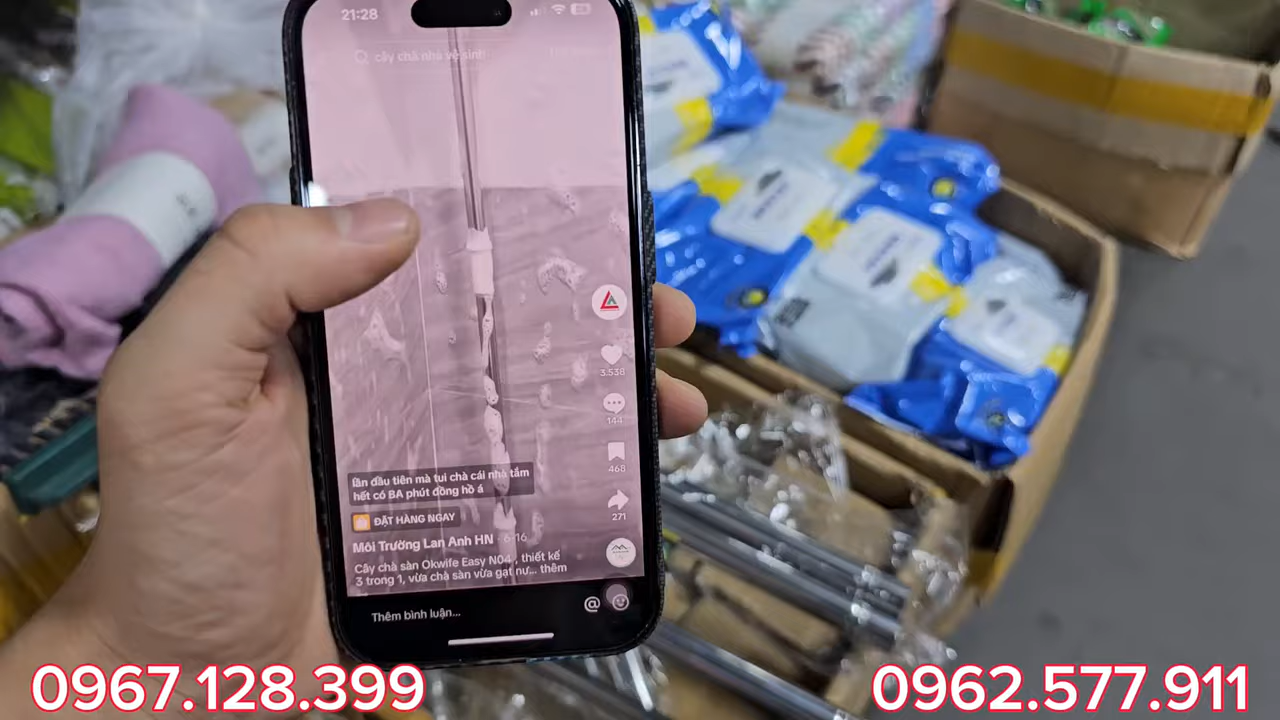 21:28
cây chà nhà vệ sinh
3.538
144
468
271
lần đầu tiên mà tui chà cái nhà tắm
hết có BA phút đồng hồ á
ĐẶT HÀNG NGAY
Môi Trường Lan Anh HN · 6-16
Cây chà sàn Okwife Easy N04 , thiết kế
3 trong 1, vừa chà sàn vừa gạt nư... thêm
Thêm bình luận...
0967.128.399
0962.577.911